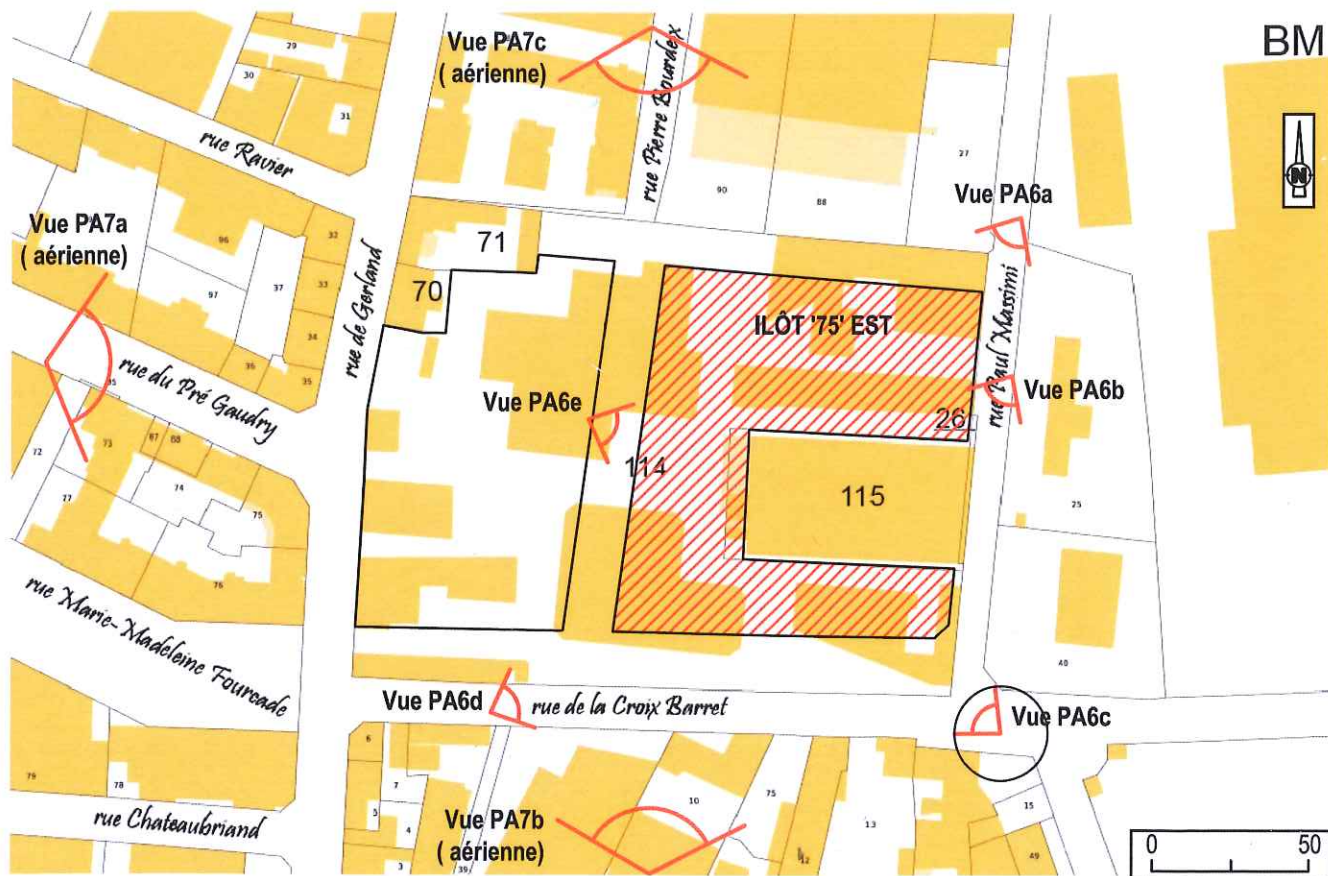 BM
29
30
31
Vue PA7c
( aérienne)
rue Pierre Bourdeix
rue Ravier
27
90
88
Vue PA6a
N
Vue PA7a
( aérienne)
96
97
37
32
33
34
35
36
71
70
rue de Gerland
ILÔT '75' EST
rue Paul Massimi
rue du Pré Gaudry
Vue PA6e
Vue PA6b
26
114
115
72
73
67
68
74
75
77
76
25
rue Marie-Madeleine Fourcade
40
Vue PA6d
rue de la Croix Barret
Vue PA6c
79
78
6
7
5
4
3
39
10
75
13
12
15
49
rue Chateaubriand
Vue PA7b
( aérienne)
0 50